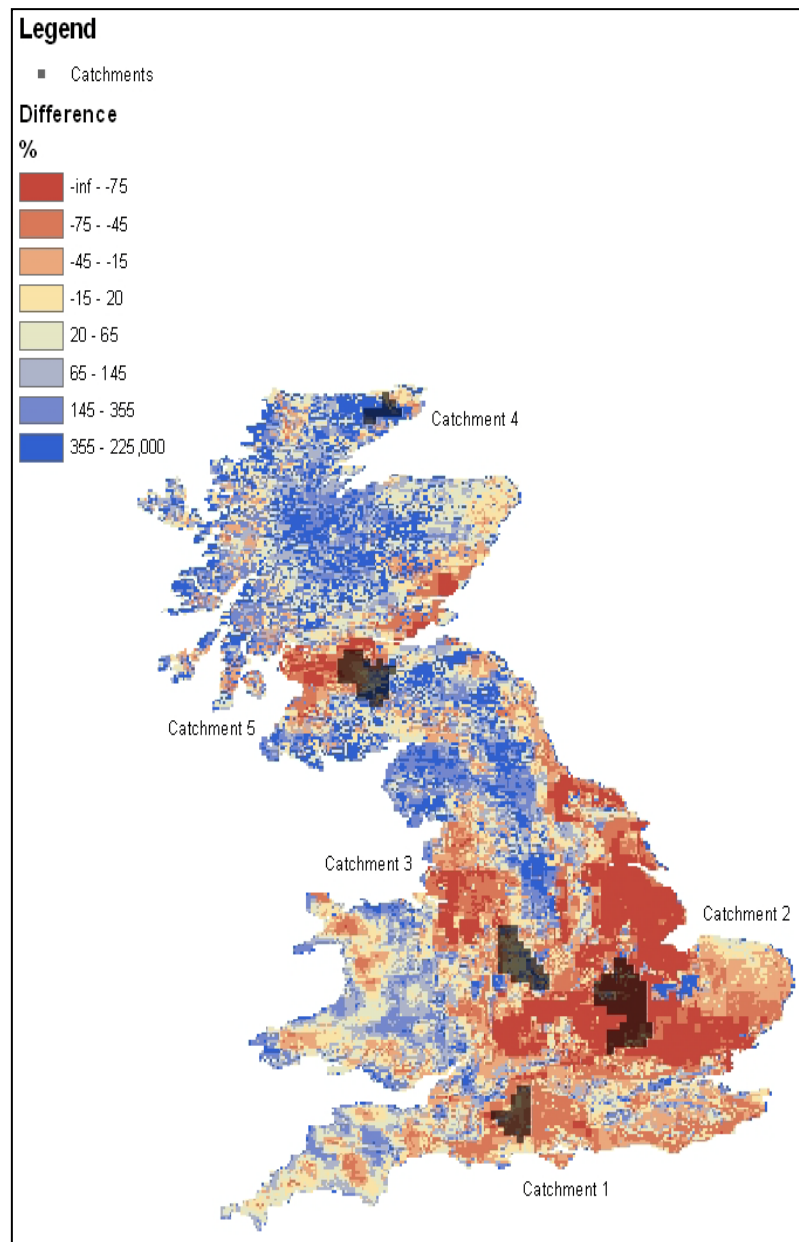 Legend
Catchments
Difference
%
-inf - -75
-75 - -45
-45 - -15
-15 - 20
20 - 65
65 - 145
145 - 355
355 - 225,000
Catchment 4
Catchment 5
Catchment 3
Catchment 2
Catchment 1